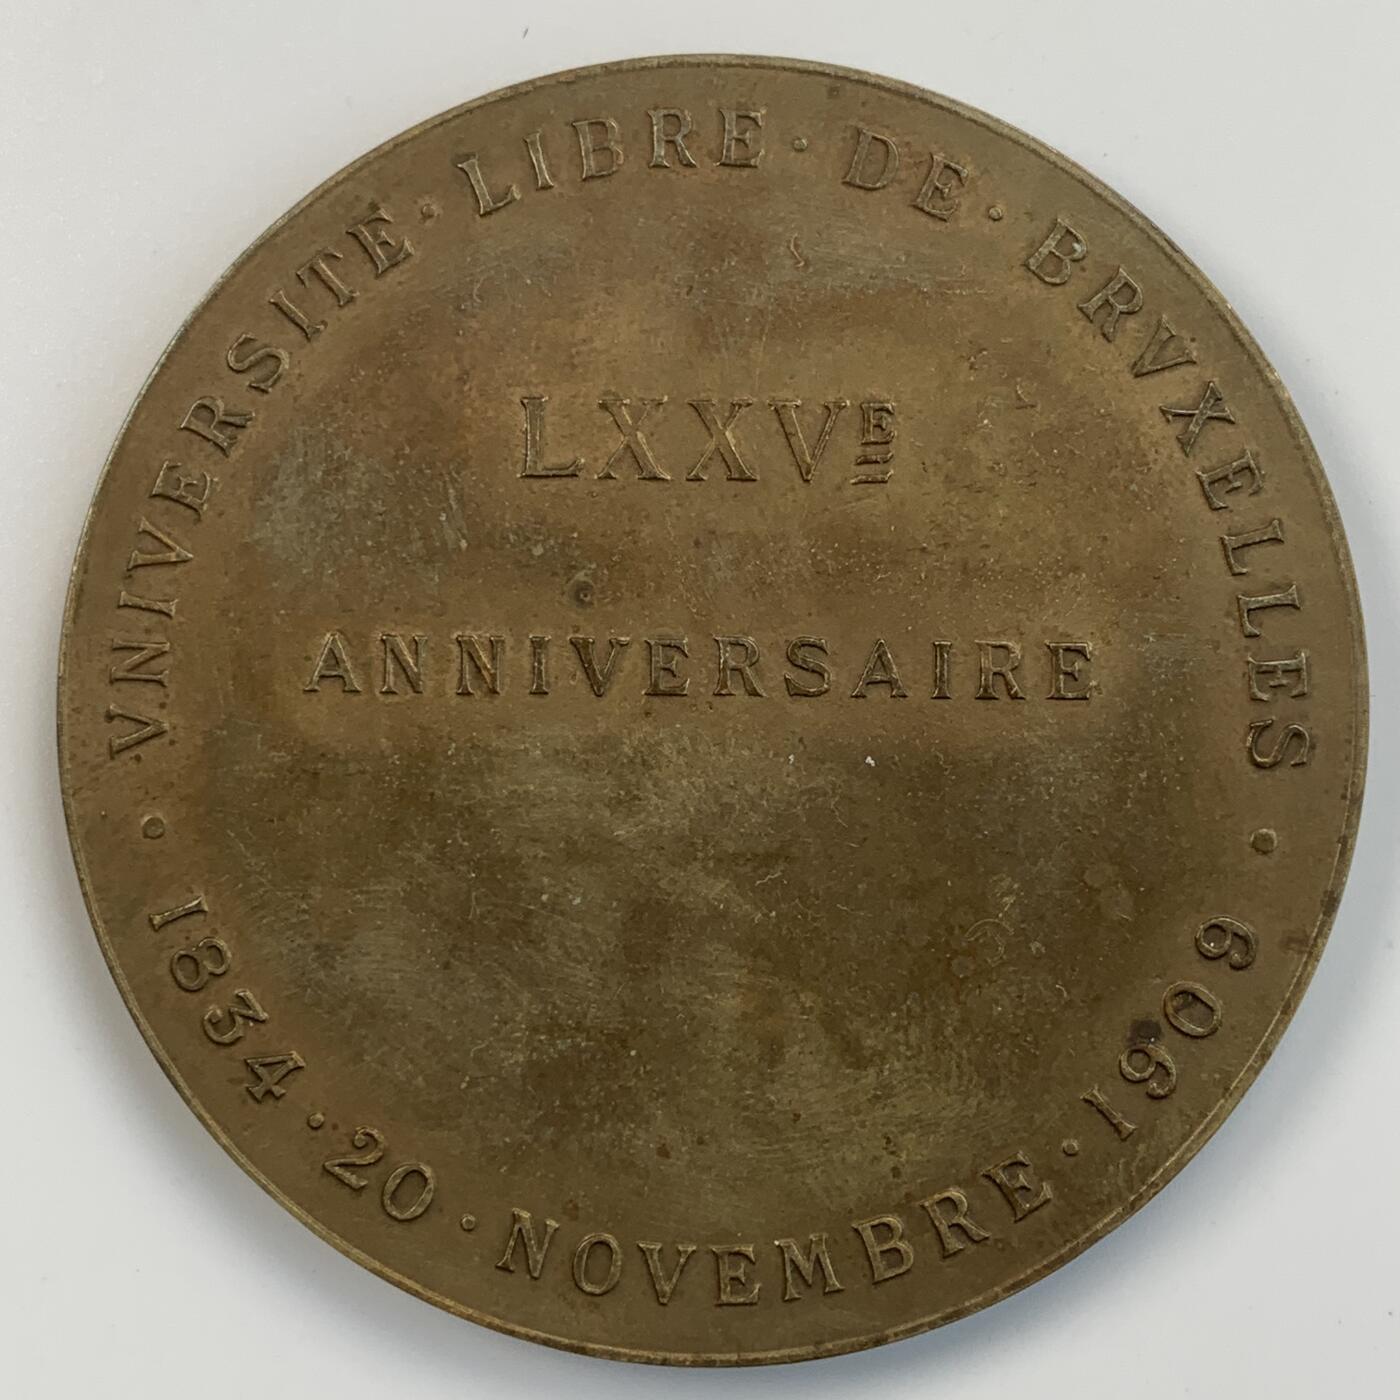 VNIVERSITE · LIBRE · DE · BRVXELLES
LXXVE
ANNIVERSAIRE
1834 · 20 · NOVEMBRE · 1909